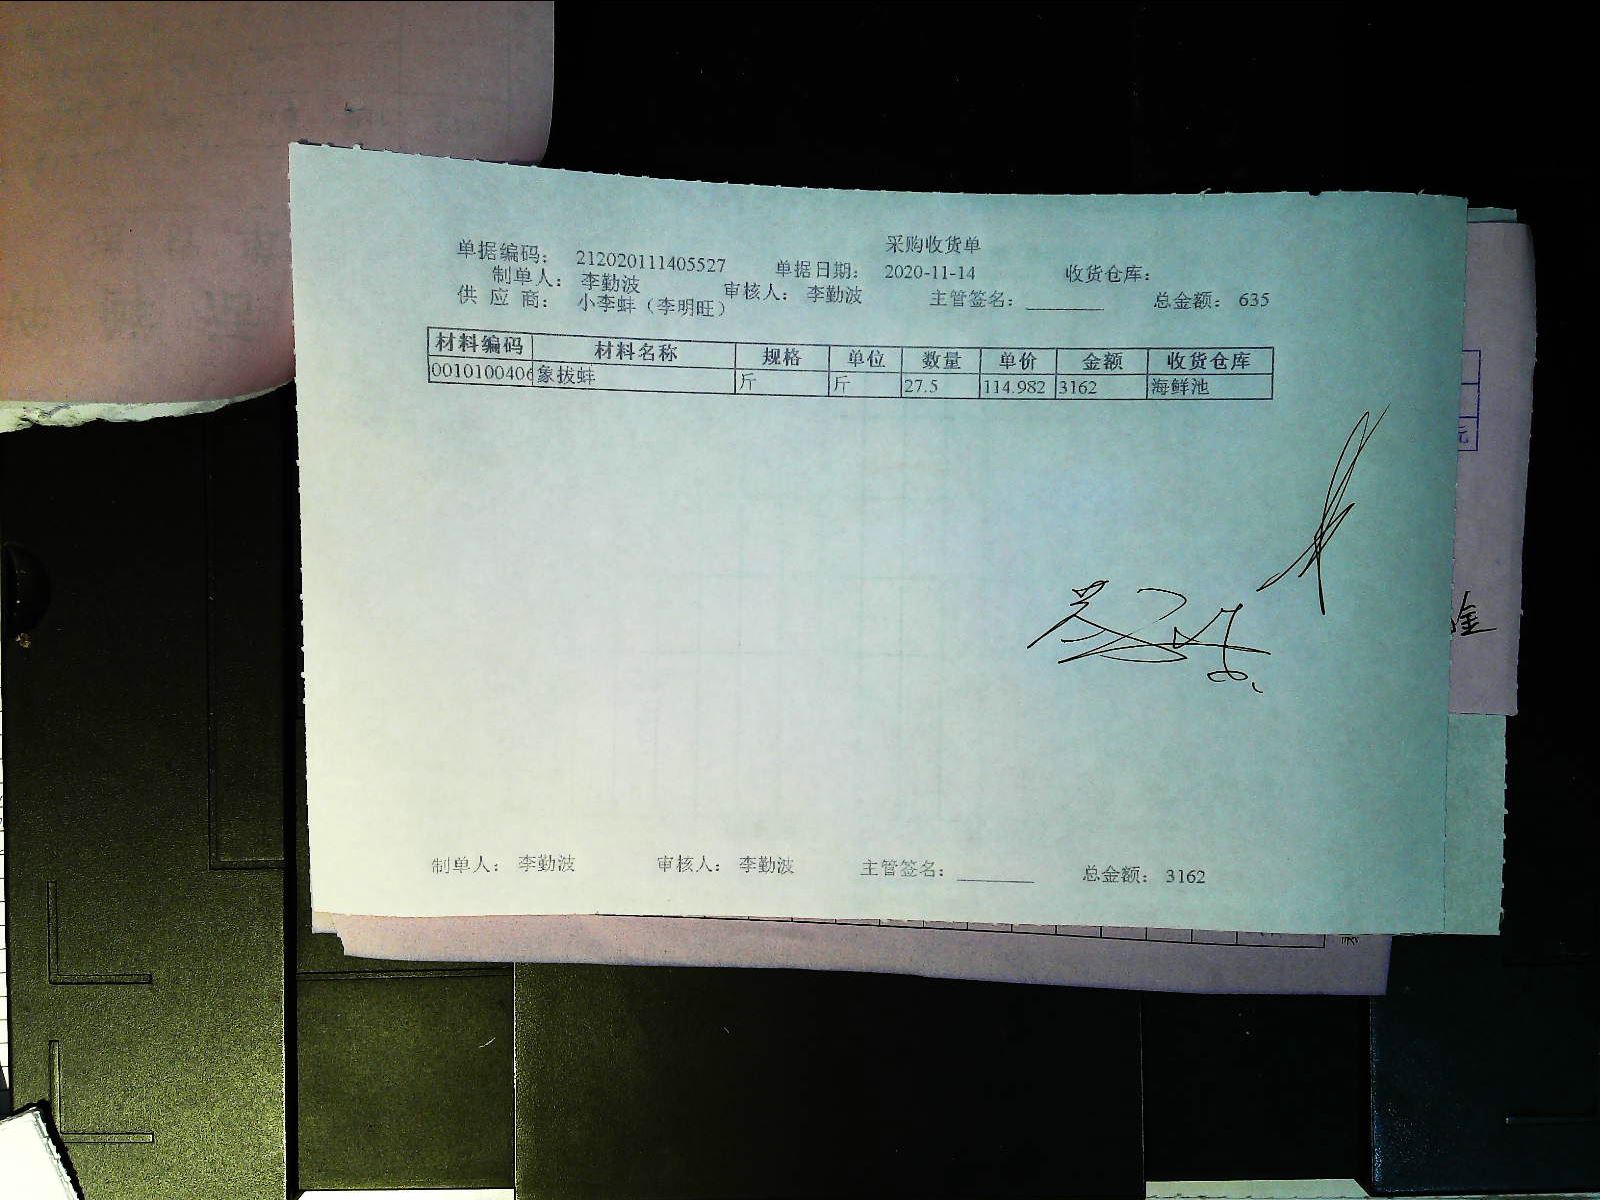 采购收货单
单据编码： 212020111405527 单据日期： 2020-11-14 收货仓库：
制单人： 李勤波 审核人： 李勤波 主管签名： 总金额： 635
供 应 商： 小李蚌（李明旺）
材料编码 材料名称 规格 单位 数量 单价 金额 收货仓库
0010100406 象拔蚌 斤 斤 27.5 114.982 3162 海鲜池
元
制单人： 李勤波 审核人： 李勤波 主管签名： 总金额： 3162